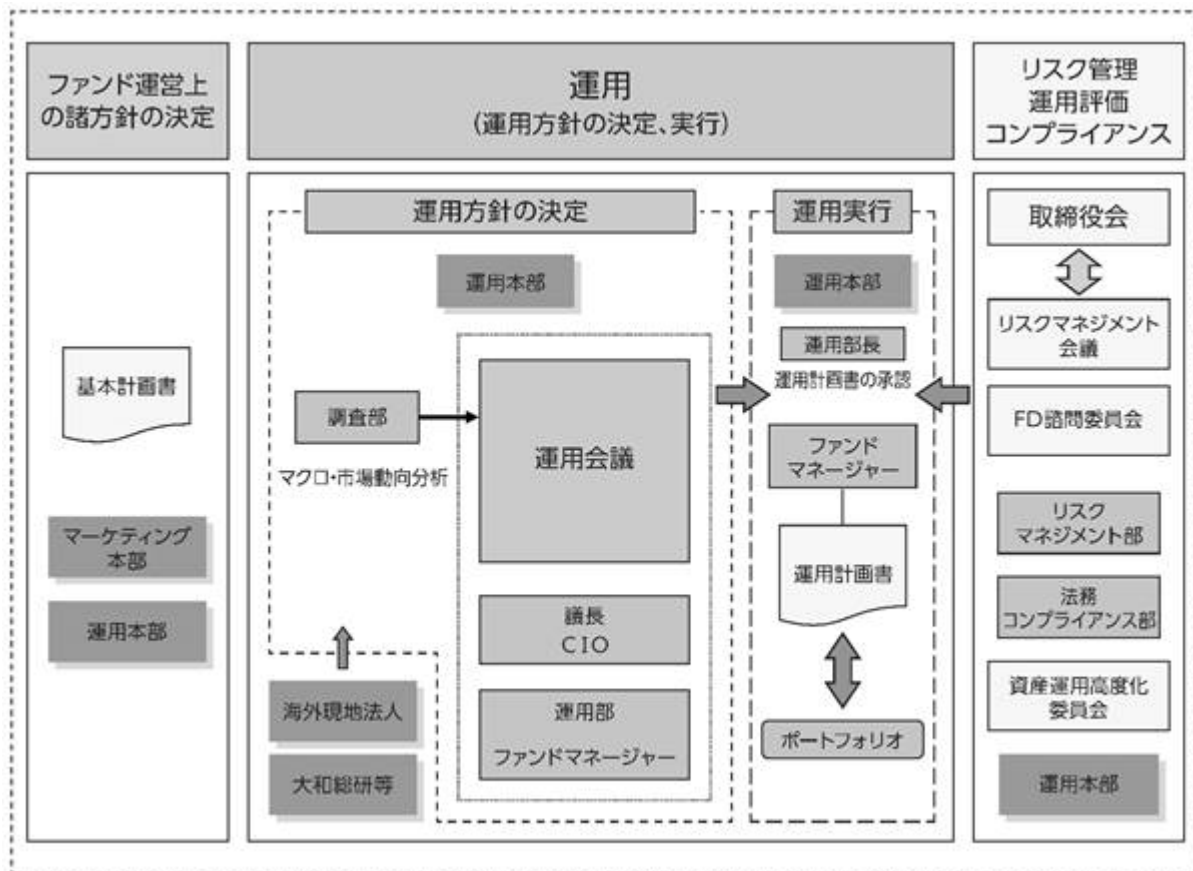 ファンド運営上
の諸方針の決定
運用
(運用方針の決定、実行)
リスク管理
運用評価
コンプライアンス
基本計画書
マーケティング
本部
運用本部
運用方針の決定
運用本部
調査部
マクロ・市場動向分析
運用会議
議長
CIO
運用部
ファンドマネージャー
海外現地法人
大和総研等
運用実行
運用本部
運用部長
運用計画書の承認
ファンド
マネージャー
運用計画書
ポートフォリオ
取締役会
リスクマネジメント
会議
FD諮問委員会
リスク
マネジメント部
法務
コンプライアンス部
資産運用高度化
委員会
運用本部